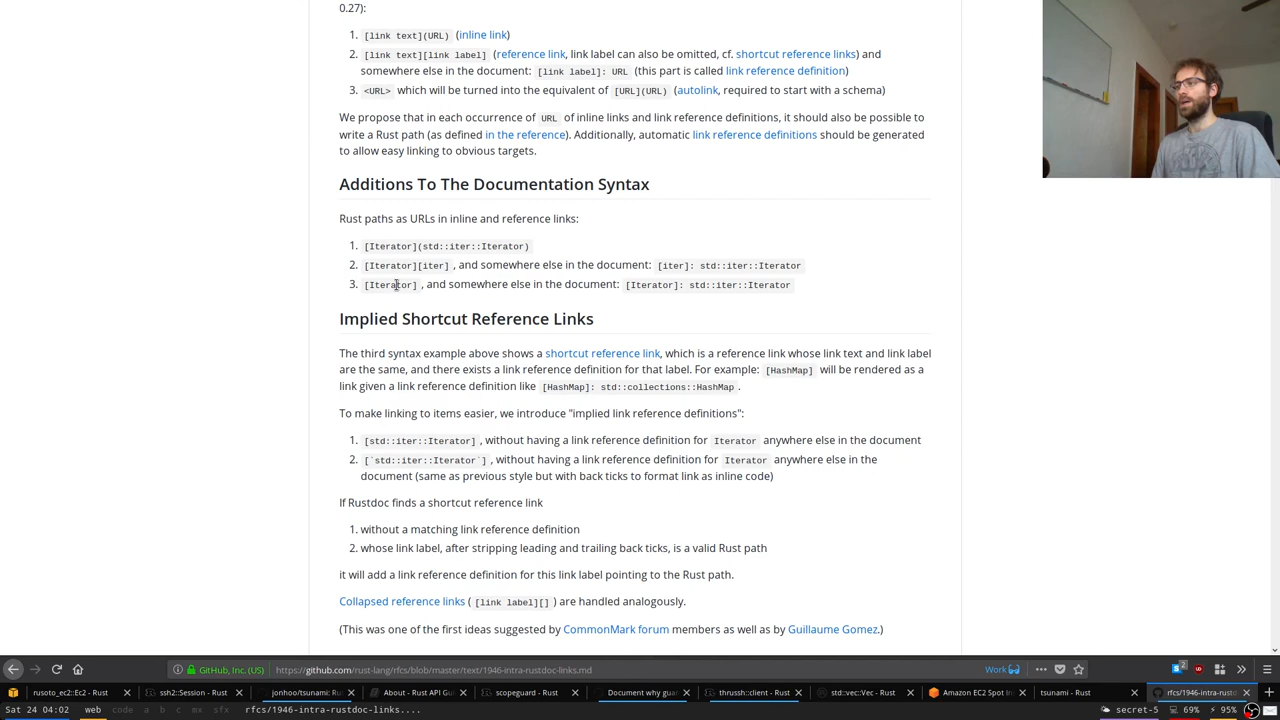 0.27):
1. [link text](URL) (inline link)
2. [link text][link label] (reference link, link label can also be omitted, cf. shortcut reference links) and
somewhere else in the document: [link label]: URL (this part is called link reference definition)
3. <URL> which will be turned into the equivalent of [URL](URL) (autolink, required to start with a schema)
We propose that in each occurrence of URL of inline links and link reference definitions, it should also be possible to
write a Rust path (as defined in the reference). Additionally, automatic link reference definitions should be generated
to allow easy linking to obvious targets.
Additions To The Documentation Syntax
Rust paths as URLs in inline and reference links:
1. [Iterator](std::iter::Iterator)
2. [Iterator][iter], and somewhere else in the document: [iter]: std::iter::Iterator
3. [Iterator], and somewhere else in the document: [Iterator]: std::iter::Iterator
Implied Shortcut Reference Links
The third syntax example above shows a shortcut reference link, which is a reference link whose link text and link label
are the same, and there exists a link reference definition for that label. For example: [HashMap] will be rendered as a
link given a link reference definition like [HashMap]: std::collections::HashMap.
To make linking to items easier, we introduce "implied link reference definitions":
1. [std::iter::Iterator], without having a link reference definition for Iterator anywhere else in the document
2. [`std::iter::Iterator`], without having a link reference definition for Iterator anywhere else in the
document (same as previous style but with back ticks to format link as inline code)
If Rustdoc finds a shortcut reference link
1. without a matching link reference definition
2. whose link label, after stripping leading and trailing back ticks, is a valid Rust path
it will add a link reference definition for this link label pointing to the Rust path.
Collapsed reference links ( [link label][] ) are handled analogously.
(This was one of the first ideas suggested by CommonMark forum members as well as by Guillaume Gomez.)
GitHub, Inc. (US) https://github.com/rust-lang/rfcs/blob/master/text/1946-intra-rustdoc-links.md Work
rusoto_ec2::Ec2 - Rust ssh2::Session - Rust jonhoo/tsunami: Ru About - Rust API Gu scopeguard - Rust Document why guar thrussh::client - Rust std::vec::Vec - Rust Amazon EC2 Spot In tsunami - Rust rfcs/1946-intra-rust
Sat 24 04:02 web code a b c mx sfx rfcs/1946-intra-rustdoc-links.... secret-5 69% 95%